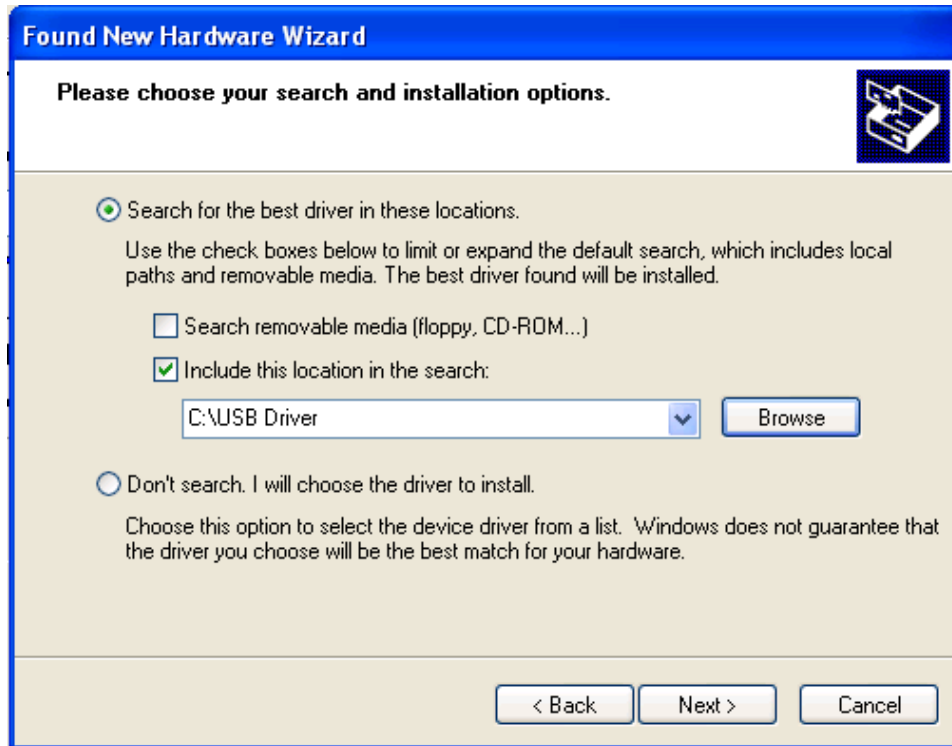 Found New Hardware Wizard
Please choose your search and installation options.
Search for the best driver in these locations.
Use the check boxes below to limit or expand the default search, which includes local
paths and removable media. The best driver found will be installed.
Search removable media (floppy, CD-ROM...)
Include this location in the search:
C:\USB Driver
Browse
Don't search. I will choose the driver to install.
Choose this option to select the device driver from a list.  Windows does not guarantee that
the driver you choose will be the best match for your hardware.
< Back Next > Cancel